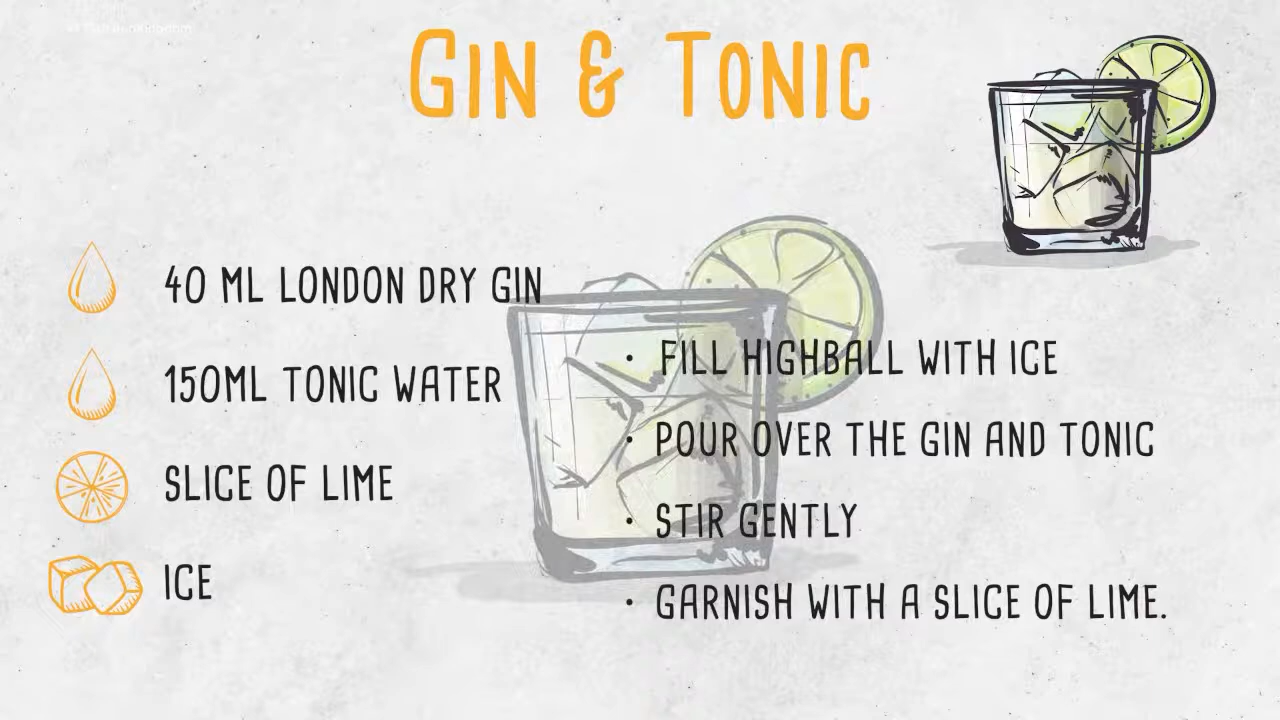 GIN & TONIC
40 ML LONDON DRY GIN
150ML TONIC WATER
SLICE OF LIME
ICE
· FILL HIGHBALL WITH ICE
· POUR OVER THE GIN AND TONIC
· STIR GENTLY
· GARNISH WITH A SLICE OF LIME.